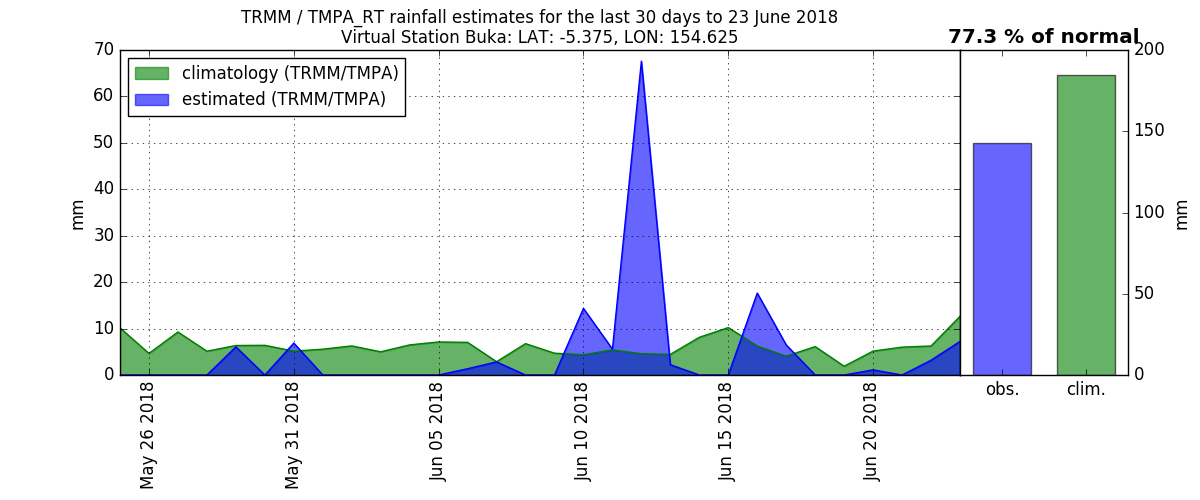 TRMM / TMPA_RT rainfall estimates for the last 30 days to 23 June 2018
Virtual Station Buka: LAT: -5.375, LON: 154.625
77.3 % of normal
climatology (TRMM/TMPA)
estimated (TRMM/TMPA)
70
60
50
40
30
20
10
0
mm
May 26 2018
May 31 2018
Jun 05 2018
Jun 10 2018
Jun 15 2018
Jun 20 2018
200
150
100
50
0
mm
obs.
clim.